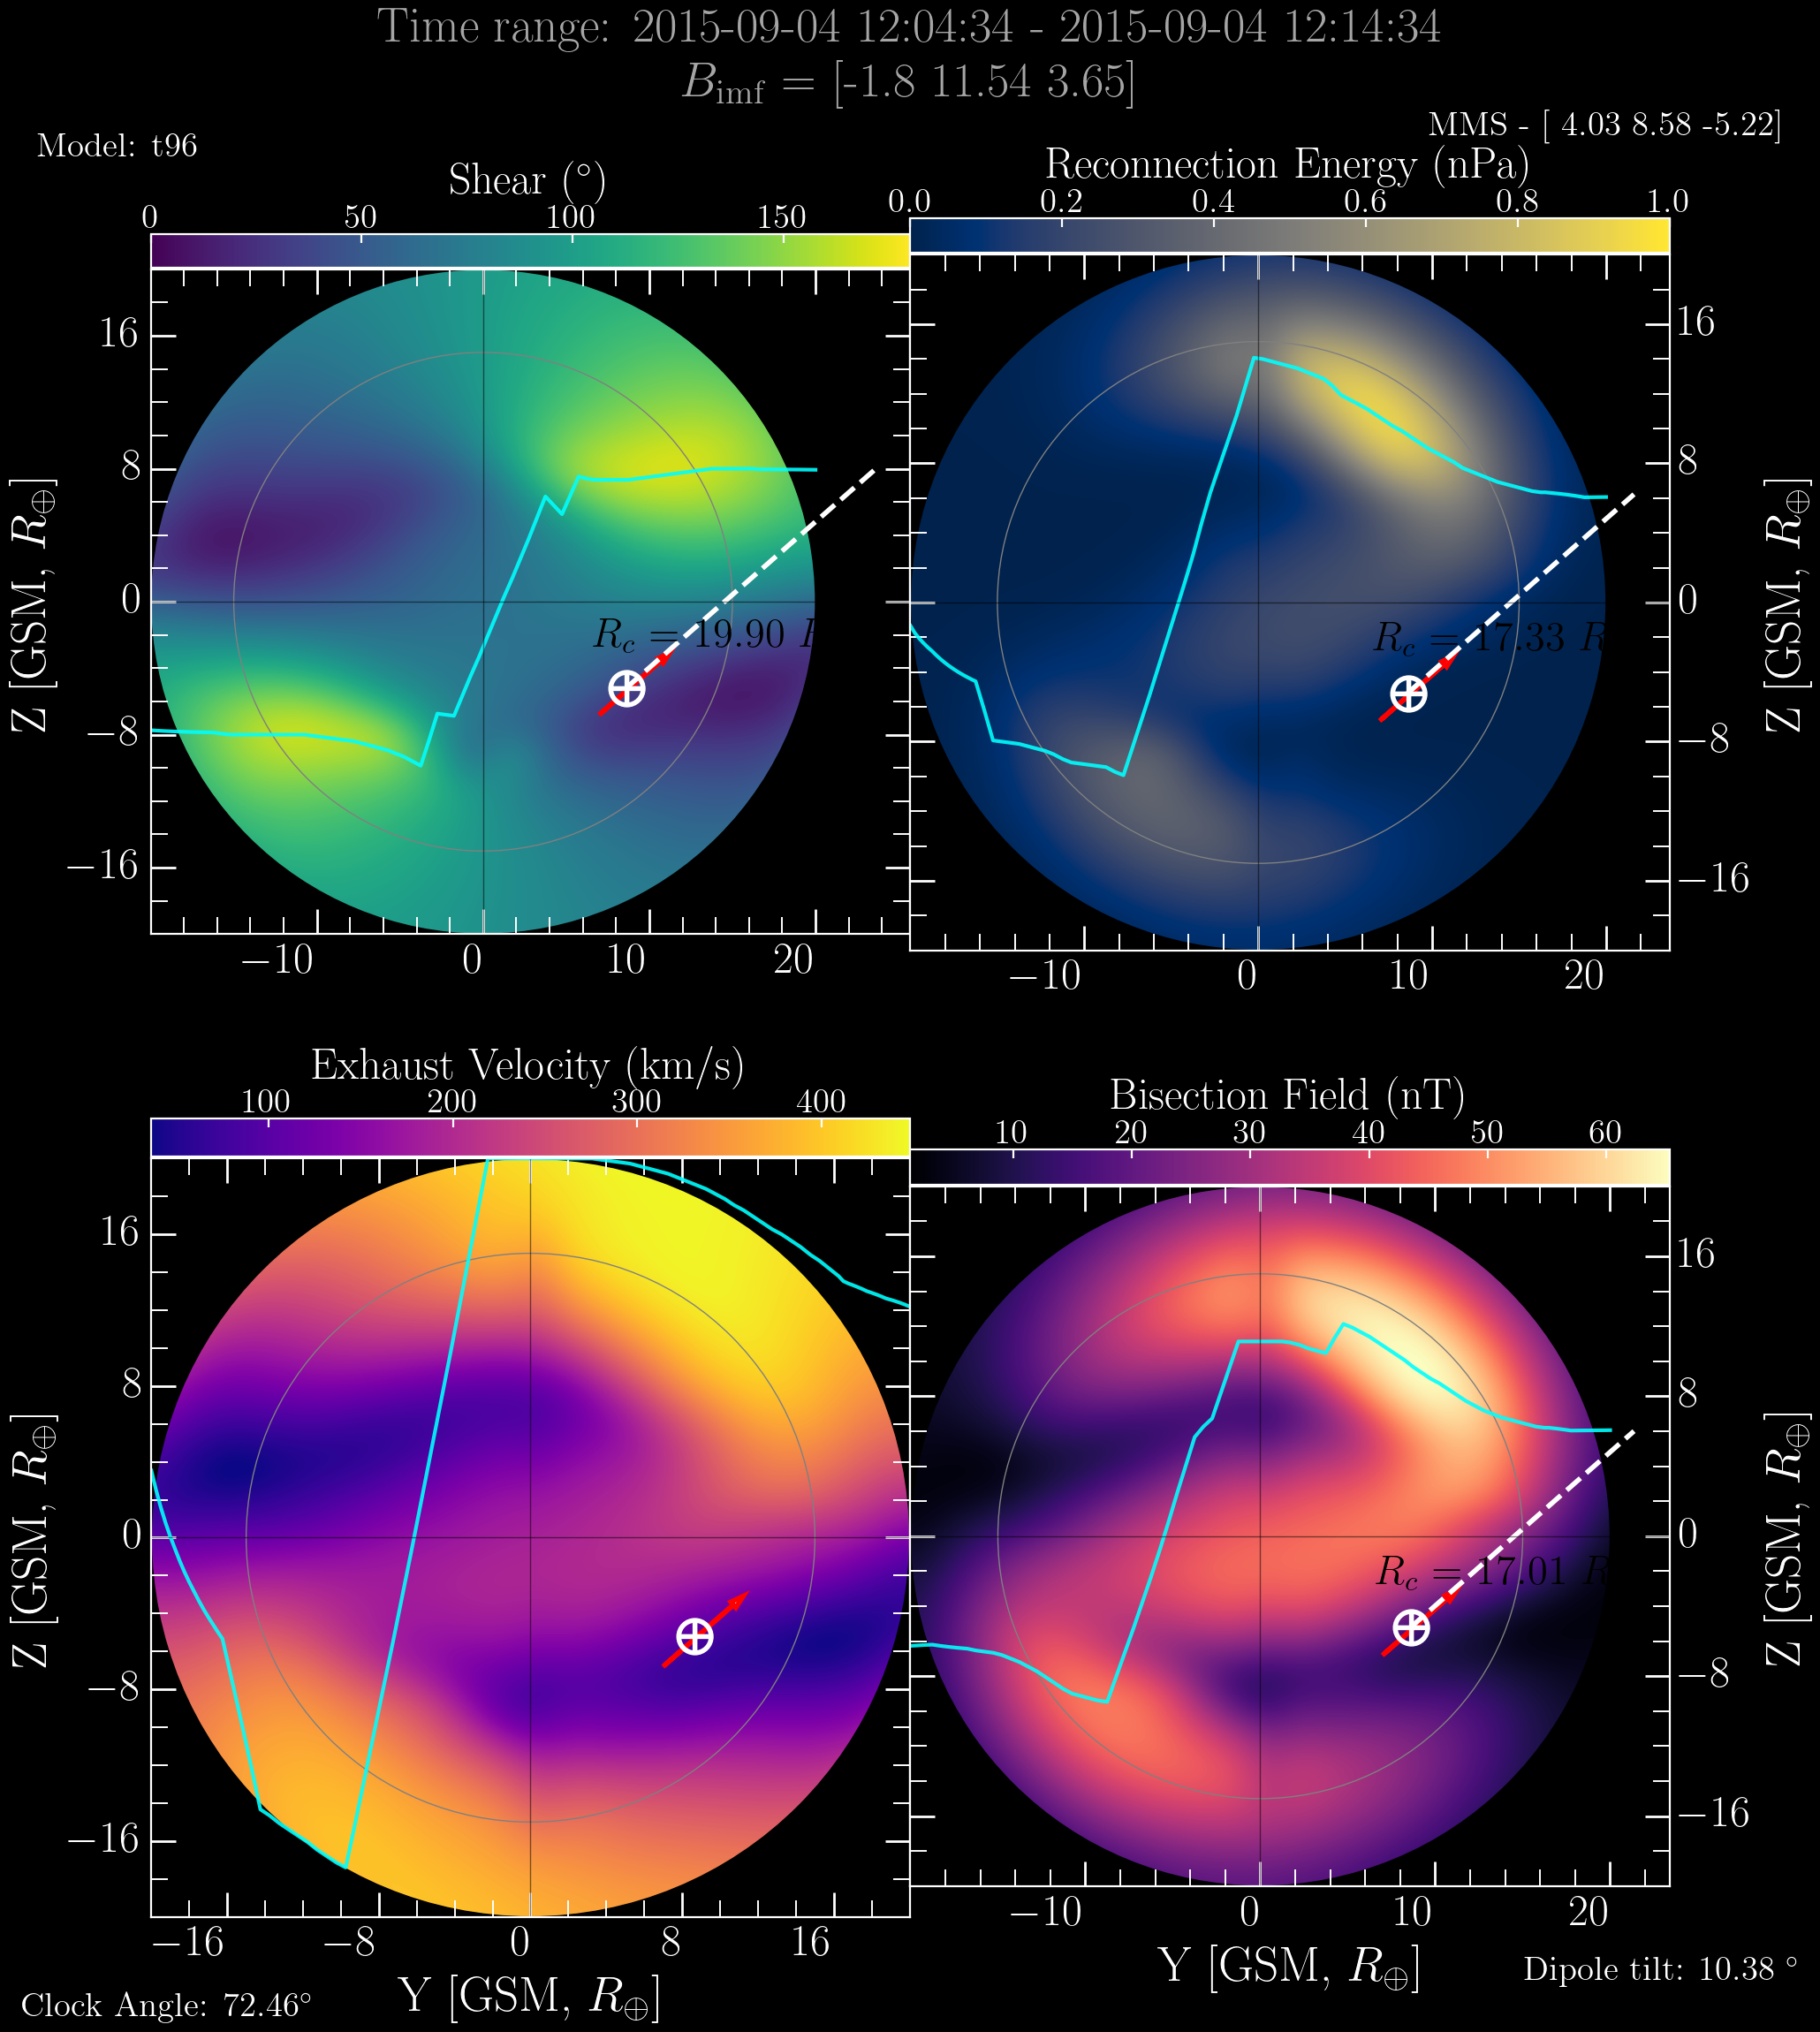 Time range: 2015-09-04 12:04:34 - 2015-09-04 12:14:34
B_imf = [-1.8 11.54 3.65]
Model: t96
MMS - [ 4.03 8.58 -5.22]
Shear (°)
0 50 100 150
Reconnection Energy (nPa)
0.0 0.2 0.4 0.6 0.8 1.0
Z [GSM, R⊕]
16
8
0
−8
−16
R_c = 19.90 R
−10 0 10 20
R_c = 17.33 R
16
8
0
−8
−16
Z [GSM, R⊕]
−10 0 10 20
Exhaust Velocity (km/s)
100 200 300 400
Bisection Field (nT)
10 20 30 40 50 60
Z [GSM, R⊕]
16
8
0
−8
−16
−16 −8 0 8 16
Y [GSM, R⊕]
R_c = 17.01 R
16
8
0
−8
−16
Z [GSM, R⊕]
−10 0 10 20
Y [GSM, R⊕]
Dipole tilt: 10.38 °
Clock Angle: 72.46°